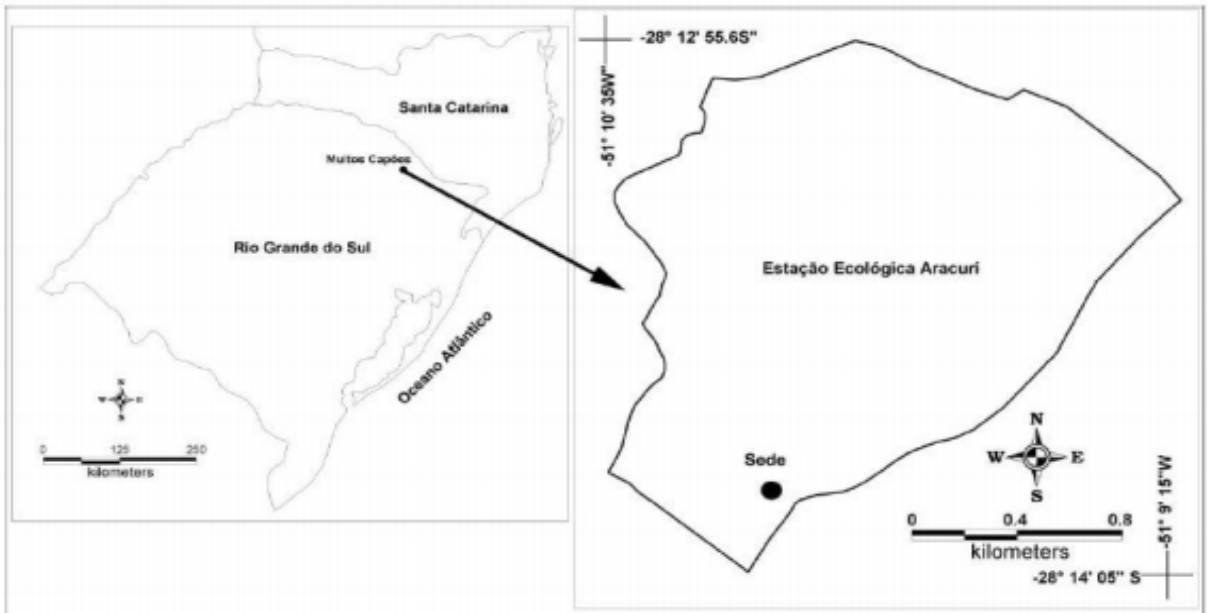 Santa Catarina
Muitos Capões
Rio Grande do Sul
Oceano Atlântico
N
W E
S
0 125 250
kilometers
-28° 12' 55.6S"
-51° 10' 35W"
Estação Ecológica Aracuri
Sede
N
W E
S
0 0.4 0.8
kilometers
-51° 9' 15"W
-28° 14' 05" S